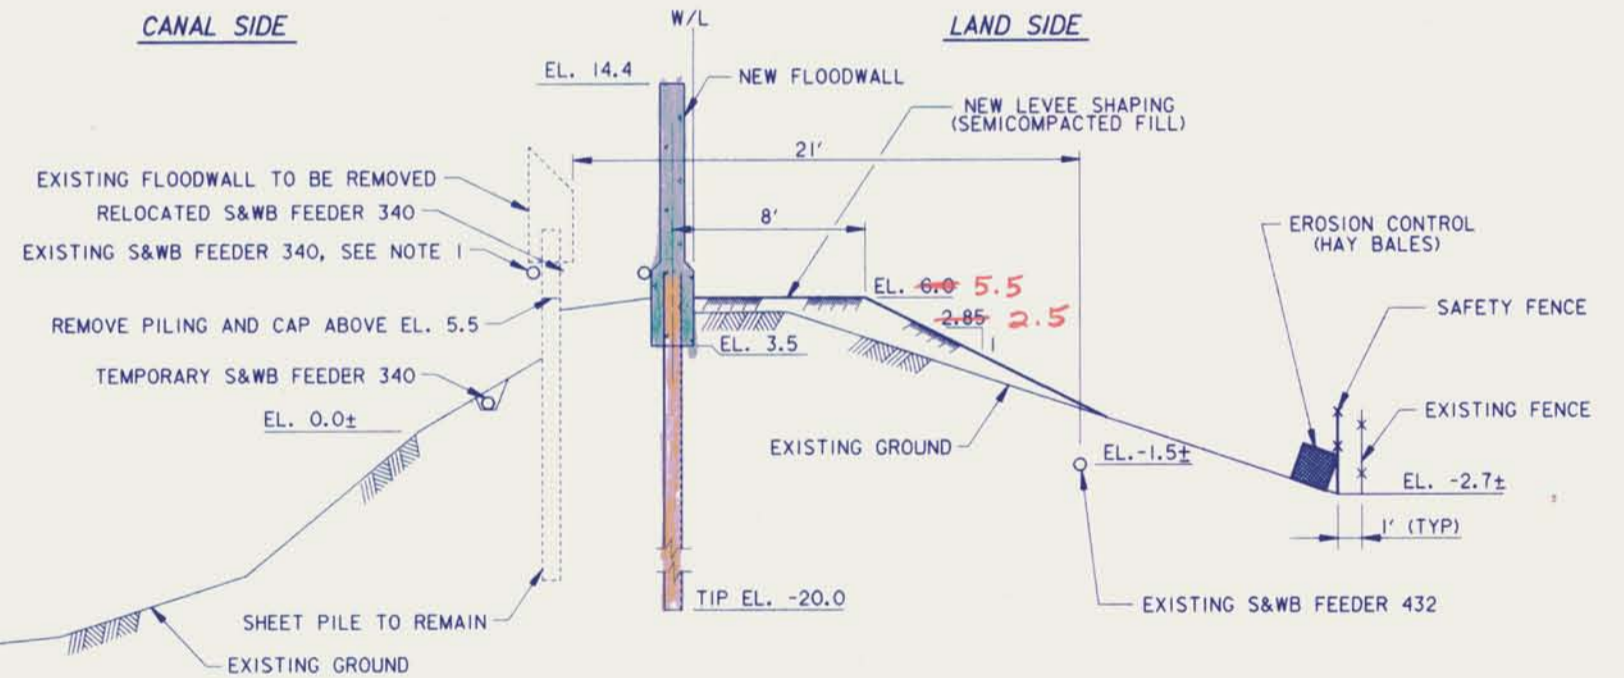 CANAL SIDE
W/L
LAND SIDE
EL. 14.4
NEW FLOODWALL
NEW LEVEE SHAPING
(SEMICOMPACTED FILL)
21'
EXISTING FLOODWALL TO BE REMOVED
RELOCATED S&WB FEEDER 340
8'
EROSION CONTROL
(HAY BALES)
EXISTING S&WB FEEDER 340, SEE NOTE 1
EL. 6.0 5.5
SAFETY FENCE
REMOVE PILING AND CAP ABOVE EL. 5.5
2.85 2.5
1
EL. 3.5
TEMPORARY S&WB FEEDER 340
EL. 0.0±
EXISTING FENCE
EXISTING GROUND
EL.-1.5±
EL. -2.7±
1' (TYP)
TIP EL. -20.0
EXISTING S&WB FEEDER 432
SHEET PILE TO REMAIN
EXISTING GROUND